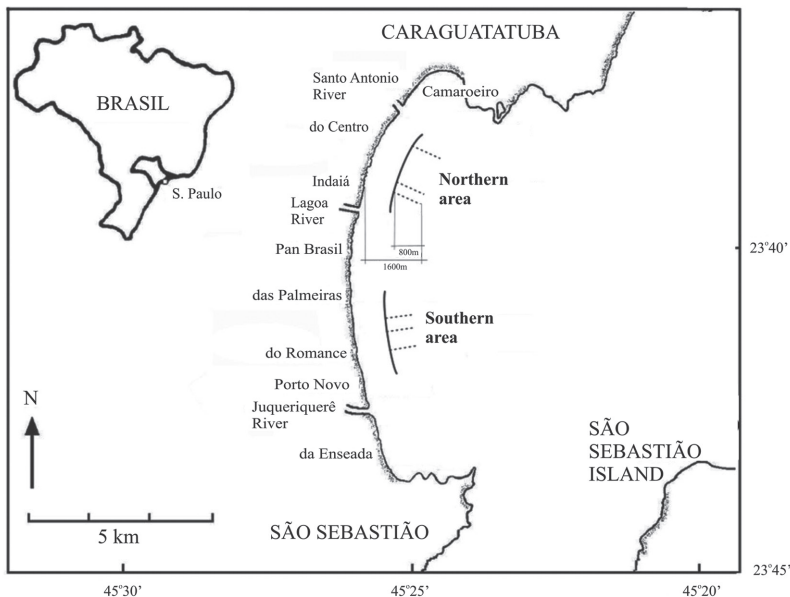 CARAGUATATUBA
BRASIL
S. Paulo
Santo Antonio
River
Camaroeiro
do Centro
Indaiá
Northern
area
Lagoa
River
Pan Brasil
800m
1600m
23°40’
das Palmeiras
Southern
area
do Romance
Porto Novo
Juqueriquerê
River
da Enseada
N
5 km
SÃO
SEBASTIÃO
ISLAND
SÃO SEBASTIÃO
23°45’
45°30’
45°25’
45°20’